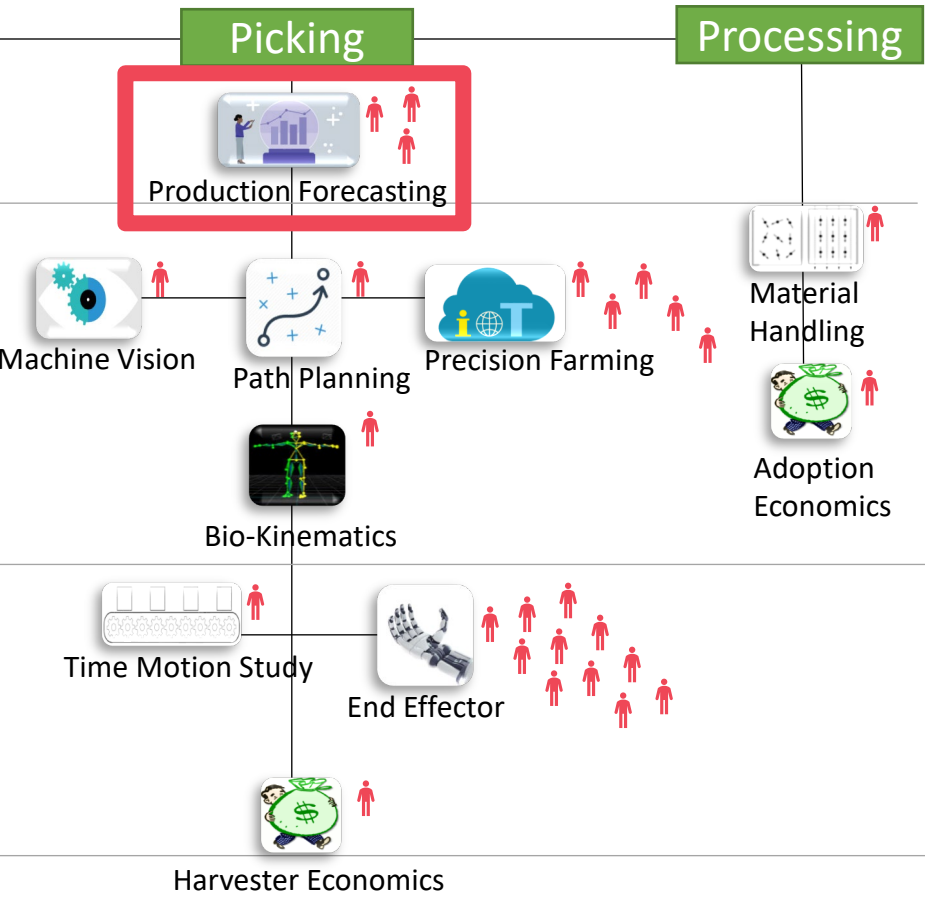 Picking
Processing
Production Forecasting
ioT
Machine Vision
Path Planning
Precision Farming
Material
Handling
Bio-Kinematics
Adoption
Economics
$
Time Motion Study
End Effector
$
Harvester Economics